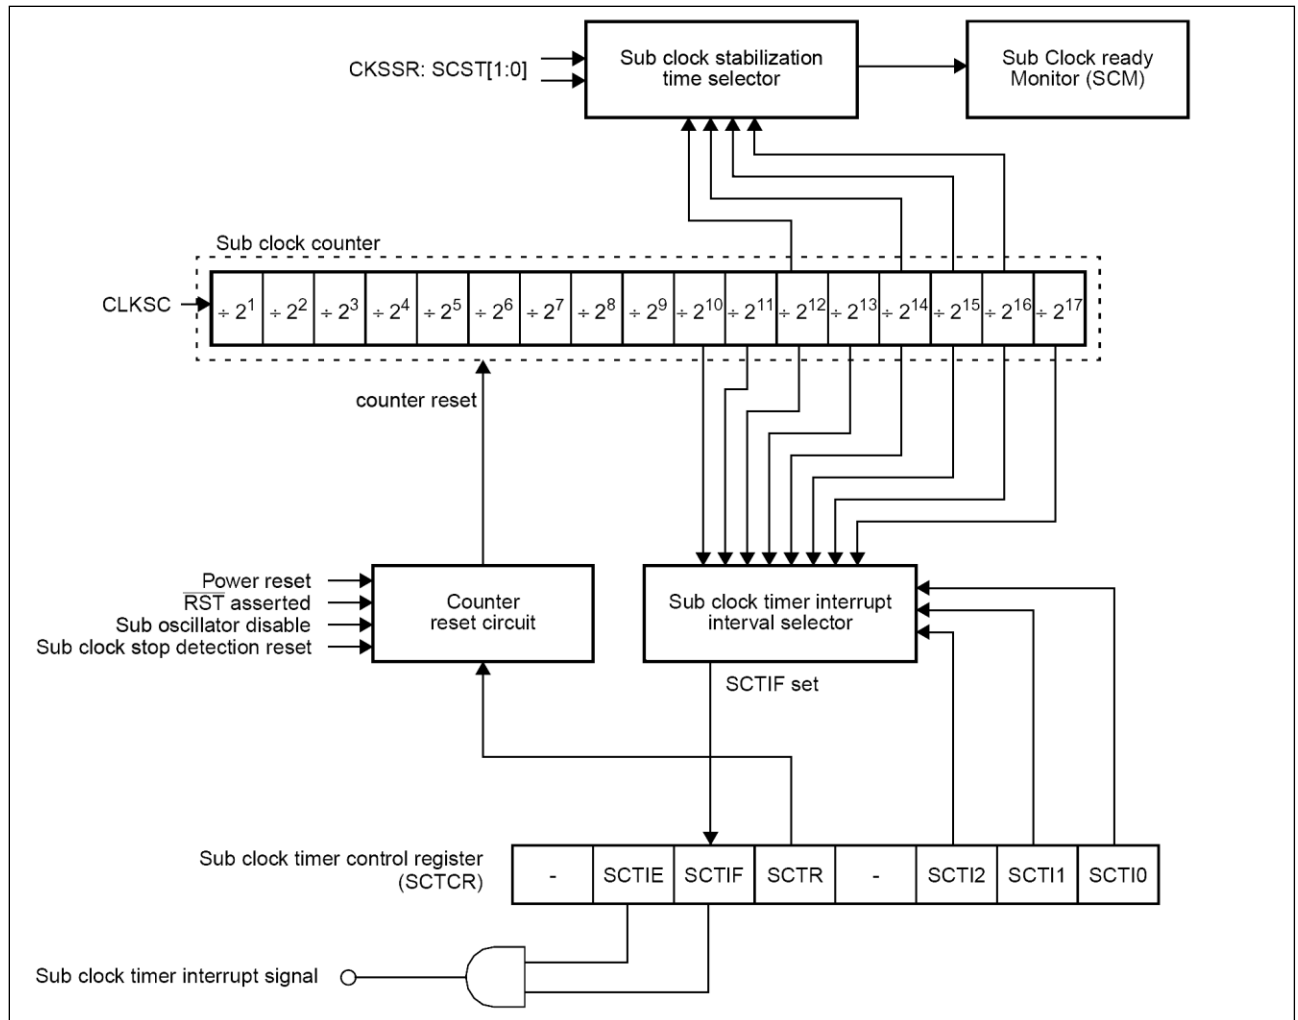 CKSSR: SCST[1:0]
Sub clock stabilization
time selector
Sub Clock ready
Monitor (SCM)
Sub clock counter
CLKSC
÷ 2¹ ÷ 2² ÷ 2³ ÷ 2⁴ ÷ 2⁵ ÷ 2⁶ ÷ 2⁷ ÷ 2⁸ ÷ 2⁹ ÷ 2¹⁰ ÷ 2¹¹ ÷ 2¹² ÷ 2¹³ ÷ 2¹⁴ ÷ 2¹⁵ ÷ 2¹⁶ ÷ 2¹⁷
counter reset
Power reset
R̅S̅T̅ asserted
Sub oscillator disable
Sub clock stop detection reset
Counter
reset circuit
Sub clock timer interrupt
interval selector
SCTIF set
Sub clock timer control register
(SCTCR)
- SCTIE SCTIF SCTR - SCTI2 SCTI1 SCTI0
Sub clock timer interrupt signal